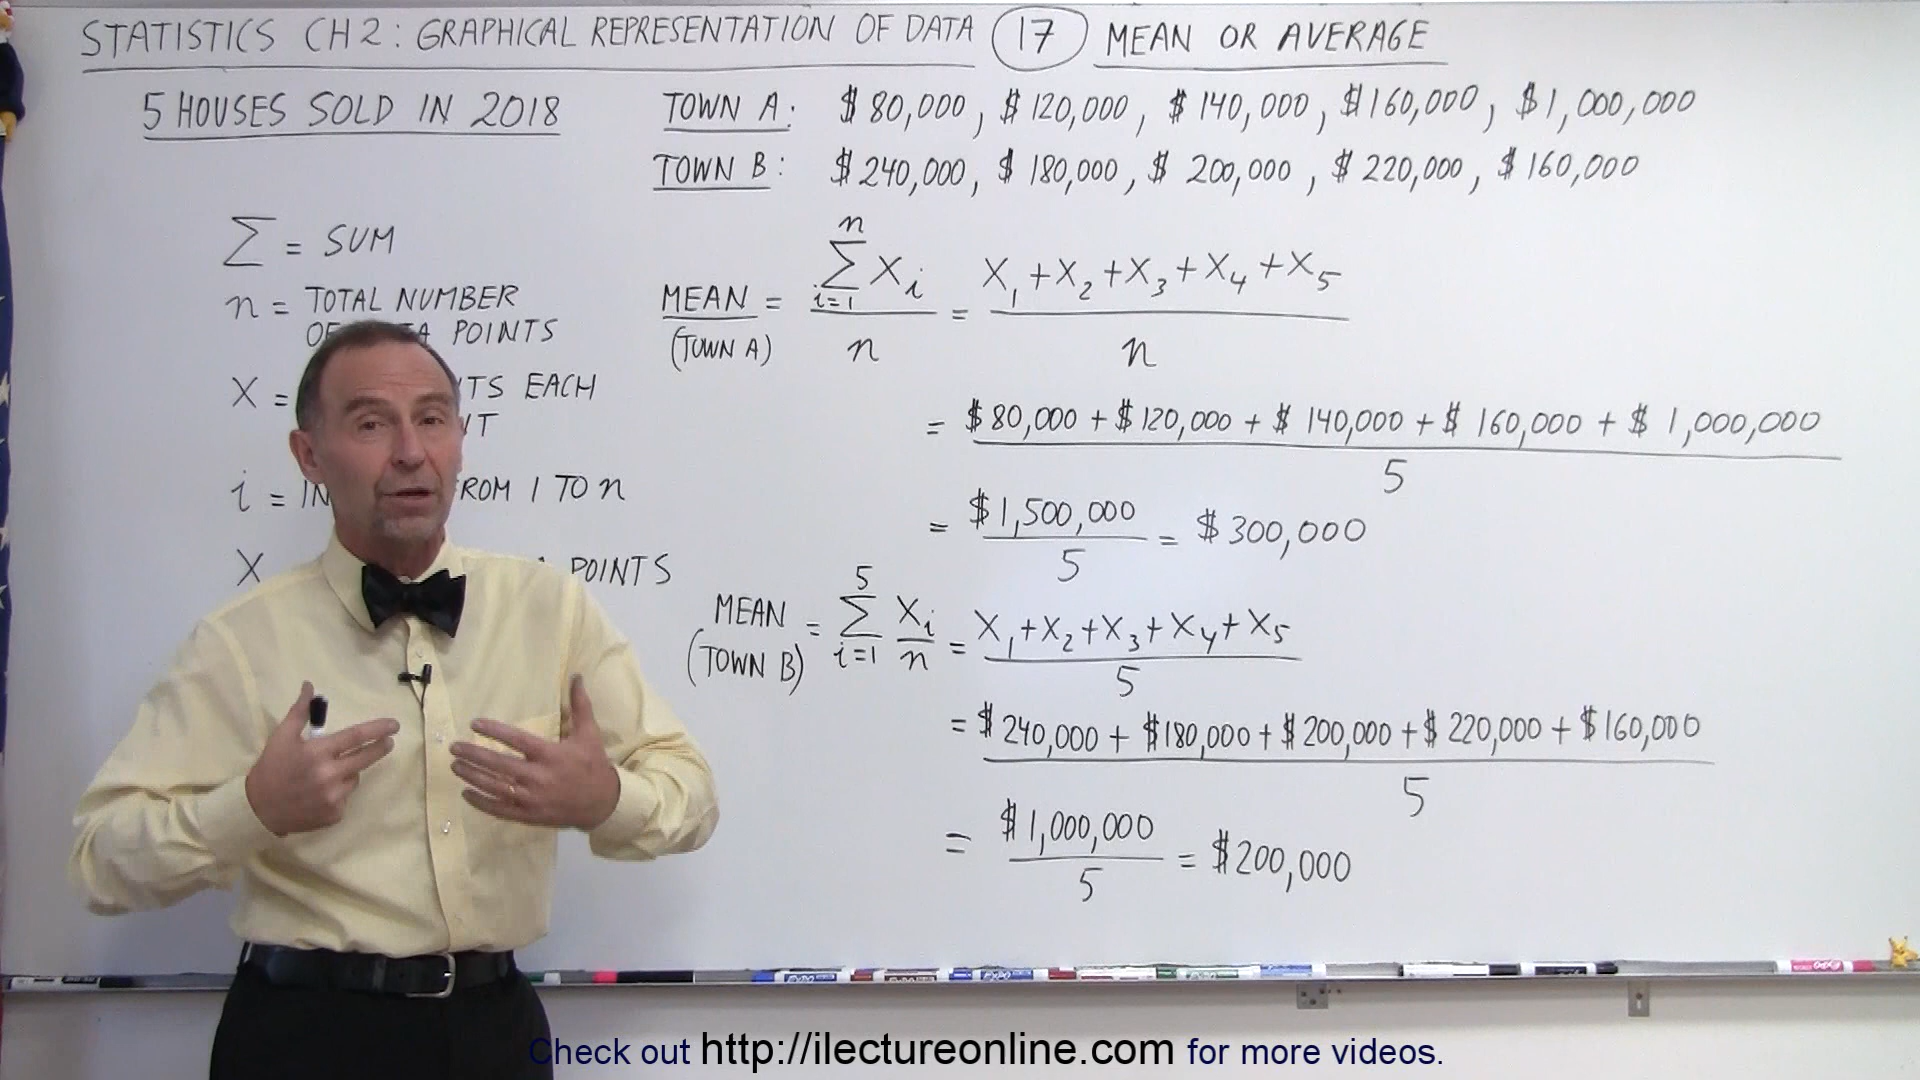 STATISTICS CH 2 : GRAPHICAL REPRESENTATION OF DATA 17 MEAN OR AVERAGE
5 HOUSES SOLD IN 2018
TOWN A : $ 80,000, $ 120,000, $ 140,000, $ 160,000, $ 1,000,000
TOWN B : $ 240,000, $ 180,000, $ 200,000, $ 220,000, $ 160,000
Σ = SUM
n = TOTAL NUMBER
POINTS
X = EACH
i = FROM 1 TO n
X POINTS
n
MEAN = Σ Xi = X1 + X2 + X3 + X4 + X5
i=1
(TOWN A) n n
= $ 80,000 + $ 120,000 + $ 140,000 + $ 160,000 + $ 1,000,000
5
= $ 1,500,000 = $ 300,000
5
5
MEAN = Σ Xi = X1 + X2 + X3 + X4 + X5
(TOWN B) i=1 n 5
= $ 240,000 + $ 180,000 + $ 200,000 + $ 220,000 + $ 160,000
5
= $ 1,000,000 = $ 200,000
5
Check out http://ilectureonline.com for more videos.